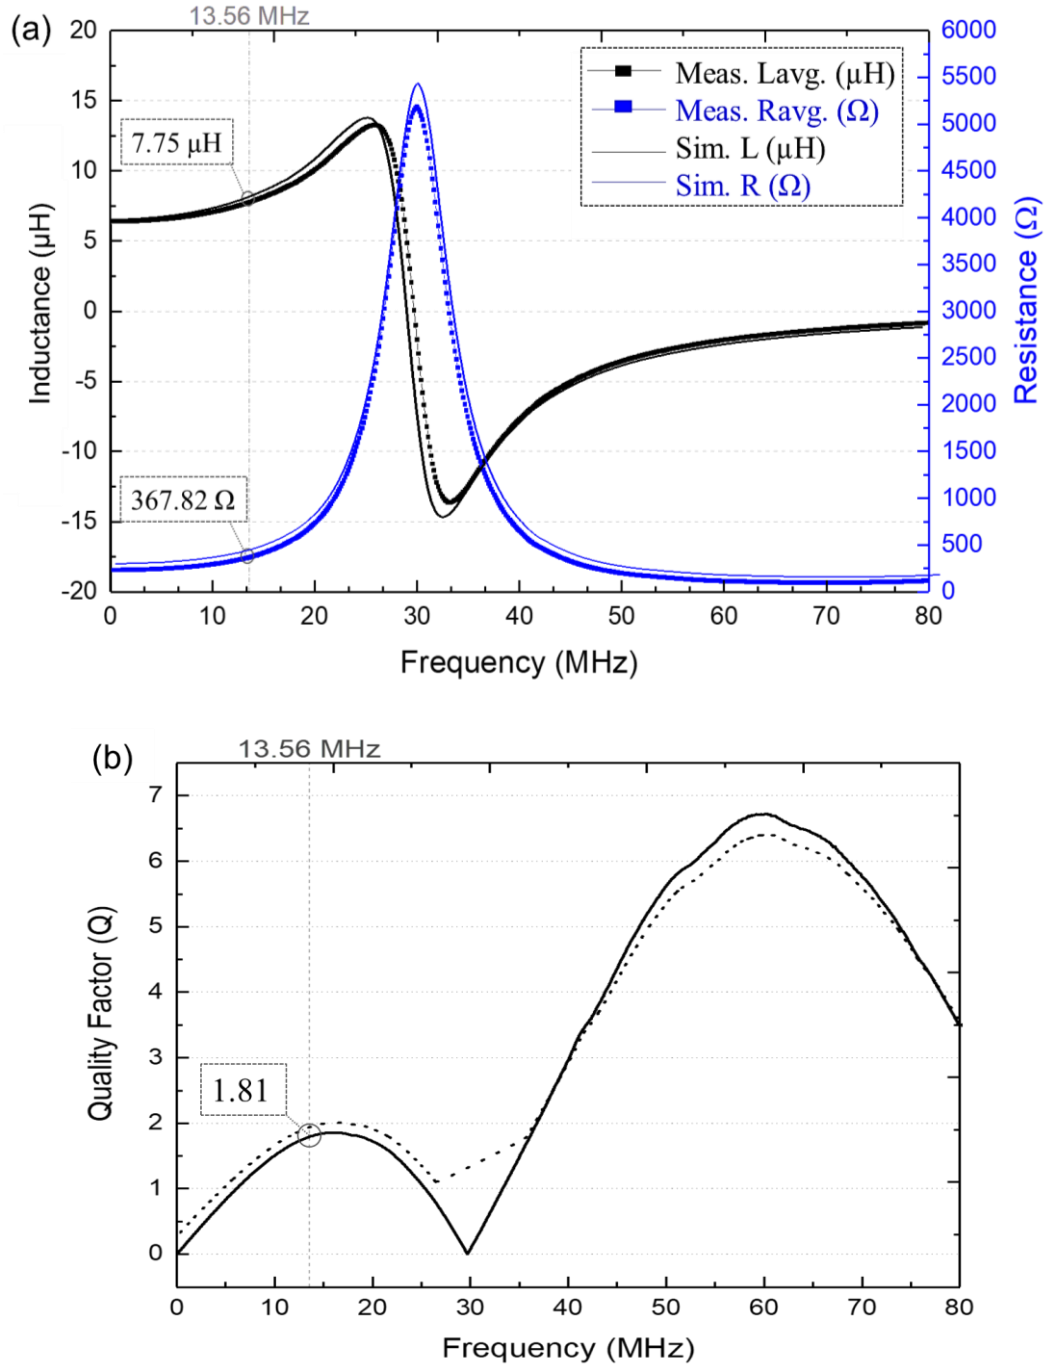 (a)
13.56 MHz
20
15
10
5
0
-5
-10
-15
-20
Inductance (µH)
7.75 µH
367.82 Ω
Meas. Lavg. (µH)
Meas. Ravg. (Ω)
Sim. L (µH)
Sim. R (Ω)
6000
5500
5000
4500
4000
3500
3000
2500
2000
1500
1000
500
0
Resistance (Ω)
0 10 20 30 40 50 60 70 80
Frequency (MHz)
(b)
13.56 MHz
7
6
5
4
3
2
1
0
Quality Factor (Q)
1.81
0 10 20 30 40 50 60 70 80
Frequency (MHz)